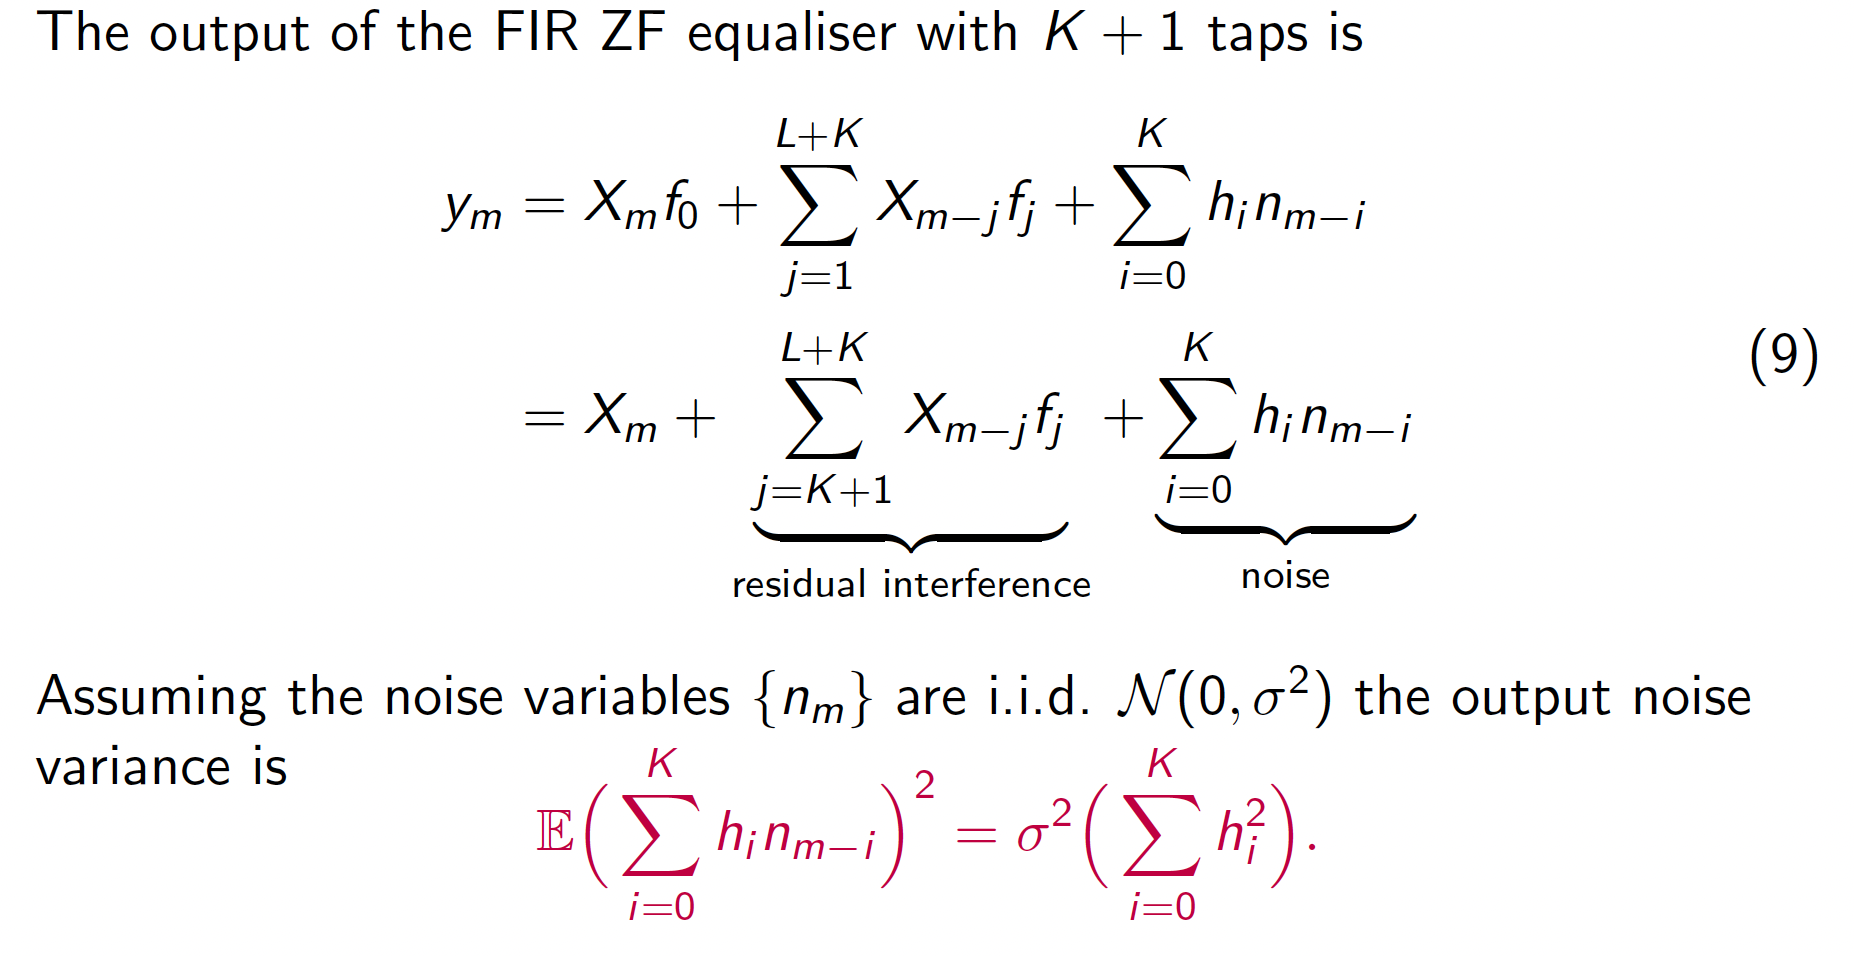 The output of the FIR ZF equaliser with K + 1 taps is
y_m = X_m f_0 + \sum_{j=1}^{L+K} X_{m-j} f_j + \sum_{i=0}^{K} h_i n_{m-i}
= X_m + \underbrace{\sum_{j=K+1}^{L+K} X_{m-j} f_j}_{\text{residual interference}} + \underbrace{\sum_{i=0}^{K} h_i n_{m-i}}_{\text{noise}} (9)
Assuming the noise variables {n_m} are i.i.d. \mathcal{N}(0, σ^2) the output noise
variance is
\mathbb{E}\left( \sum_{i=0}^{K} h_i n_{m-i} \right)^2 = σ^2 \left( \sum_{i=0}^{K} h_i^2 \right).